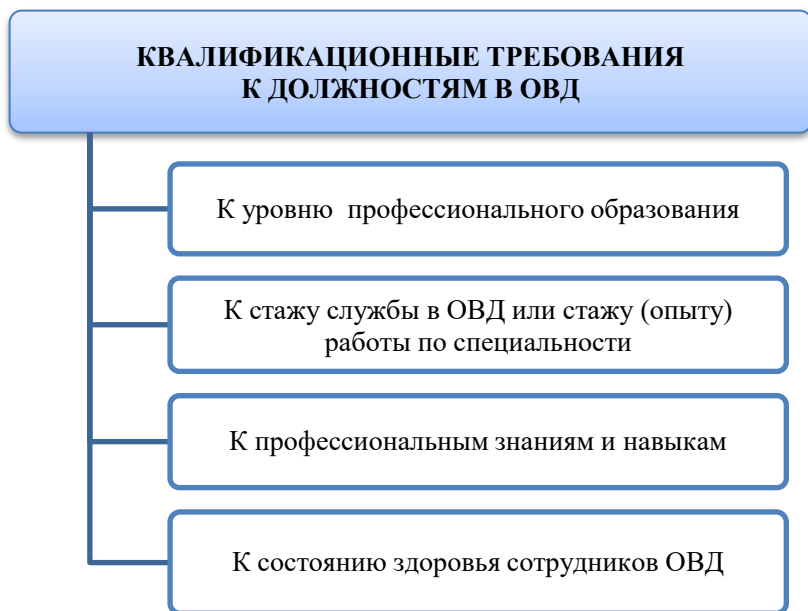 КВАЛИФИКАЦИОННЫЕ ТРЕБОВАНИЯ
К ДОЛЖНОСТЯМ В ОВД
К уровню профессионального образования
К стажу службы в ОВД или стажу (опыту)
работы по специальности
К профессиональным знаниям и навыкам
К состоянию здоровья сотрудников ОВД